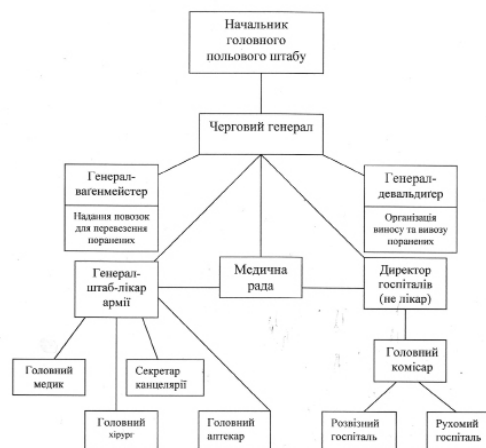 Начальник
головного
польового штабу
Черговий генерал
Генерал-
вагенмейстер
Надання повозок
для перевезення
поранених
Генерал-
девальдигер
Організація
виносу та вивозу
поранених
Генерал-
штаб-лікар
армії
Медична
рада
Директор
госпіталів
(не лікар)
Головний
медик
Секретар
канцелярії
Головний
комісар
Головний
хірург
Головний
аптекар
Розвізний
госпіталь
Рухомий
госпіталь